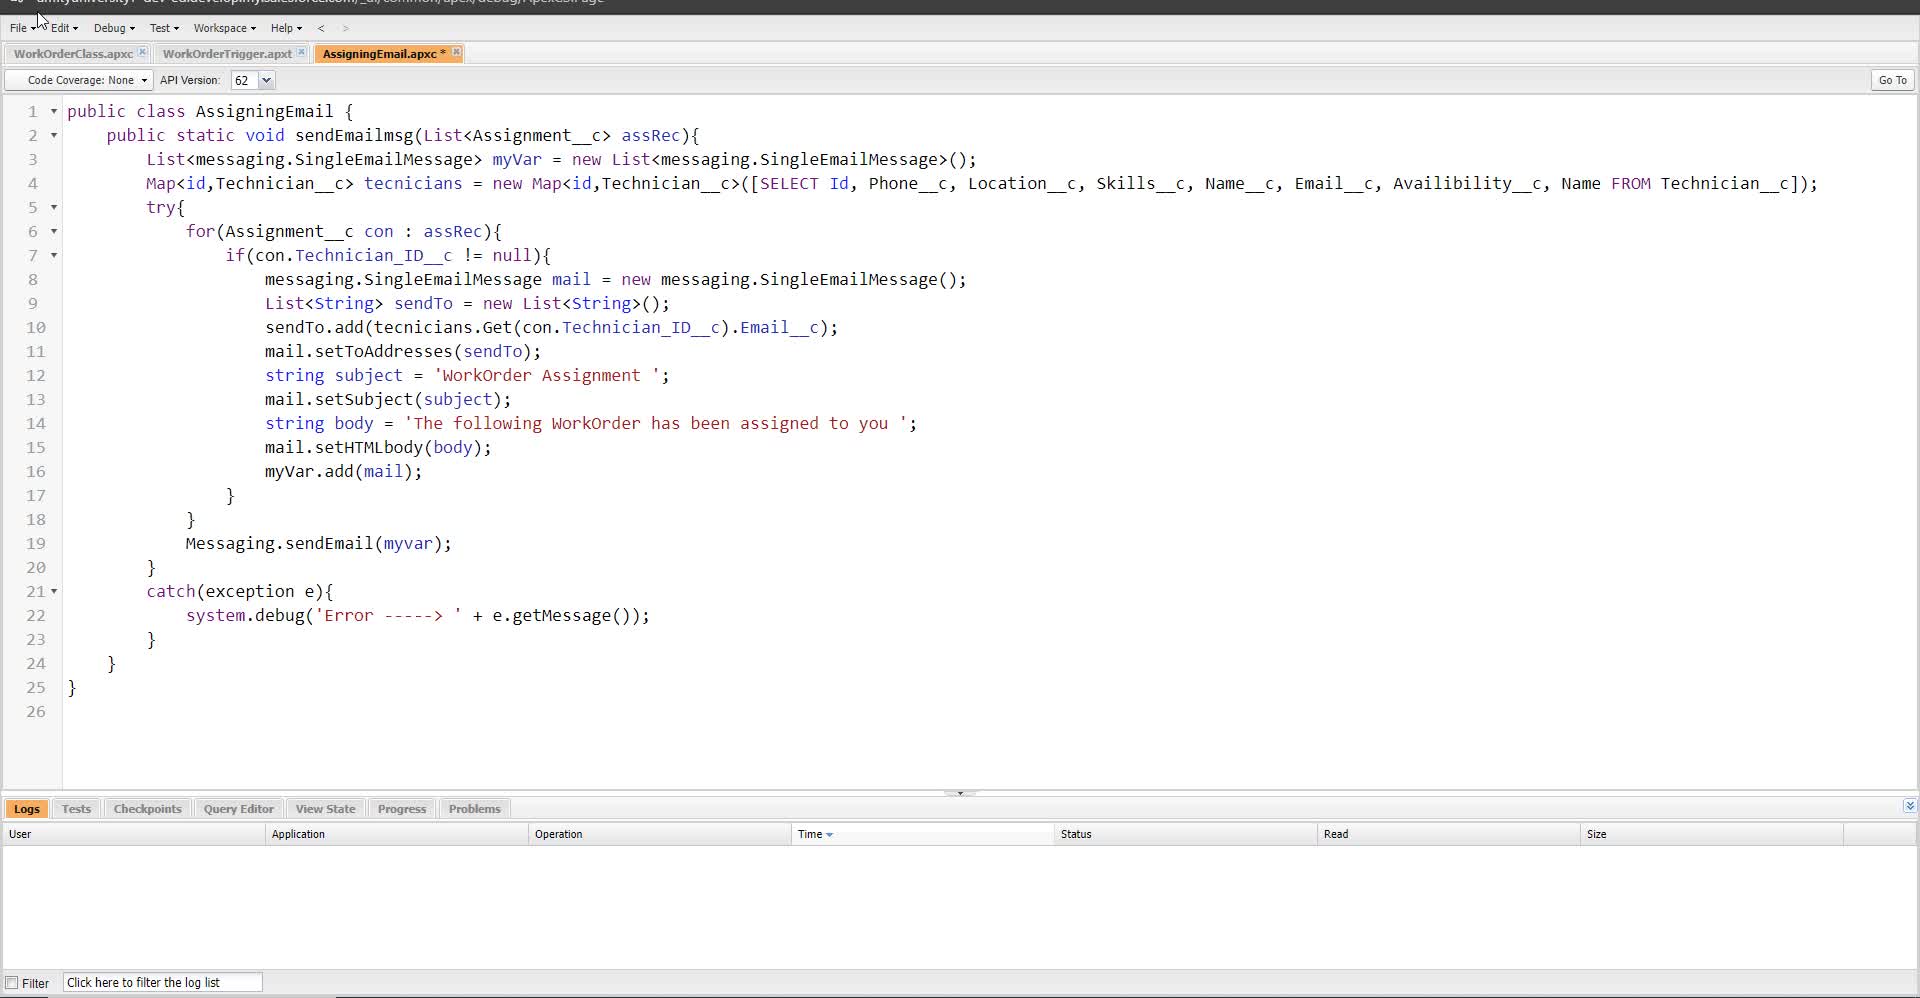 File Edit Debug Test Workspace Help < >
WorkOrderClass.apxc WorkOrderTrigger.apxt AssigningEmail.apxc *
Code Coverage: None API Version: 62 Go To
1 public class AssigningEmail {
2 public static void sendEmailmsg(List<Assignment__c> assRec){
3 List<messaging.SingleEmailMessage> myVar = new List<messaging.SingleEmailMessage>();
4 Map<id,Technician__c> tecnicians = new Map<id,Technician__c>([SELECT Id, Phone__c, Location__c, Skills__c, Name__c, Email__c, Availibility__c, Name FROM Technician__c]);
5 try{
6 for(Assignment__c con : assRec){
7 if(con.Technician_ID__c != null){
8 messaging.SingleEmailMessage mail = new messaging.SingleEmailMessage();
9 List<String> sendTo = new List<String>();
10 sendTo.add(tecnicians.Get(con.Technician_ID__c).Email__c);
11 mail.setToAddresses(sendTo);
12 string subject = 'WorkOrder Assignment ';
13 mail.setSubject(subject);
14 string body = 'The following WorkOrder has been assigned to you ';
15 mail.setHTMLbody(body);
16 myVar.add(mail);
17 }
18 }
19 Messaging.sendEmail(myvar);
20 }
21 catch(exception e){
22 system.debug('Error -----> ' + e.getMessage());
23 }
24 }
25 }
26
Logs Tests Checkpoints Query Editor View State Progress Problems
User Application Operation Time Status Read Size
Filter Click here to filter the log list